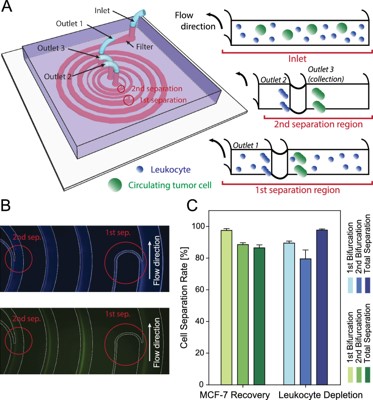 A
Inlet
Outlet 1
Outlet 3
Outlet 2
Filter
2nd separation
1st separation
Leukocyte
Circulating tumor cell
Flow
direction
Inlet
Outlet 2
Outlet 3
(collection)
2nd separation region
Outlet 1
1st separation region
B
2nd sep.
1st sep.
Flow direction
2nd sep.
1st sep.
Flow direction
C
Cell Separation Rate [%]
100
80
60
40
20
0
MCF-7 Recovery
Leukocyte Depletion
1st Bifurcation
2nd Bifurcation
Total Separation
1st Bifurcation
2nd Bifurcation
Total Separation